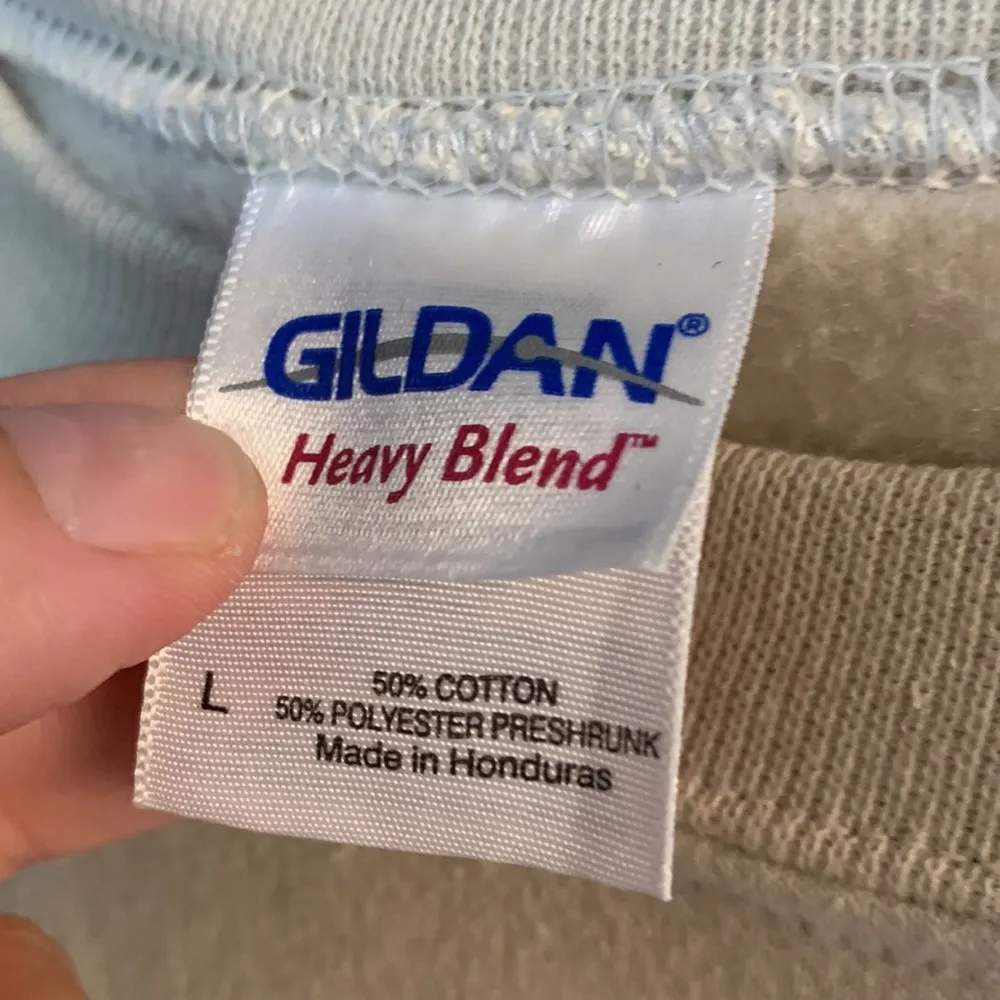 GILDAN®
Heavy Blend™
L
50% COTTON
50% POLYESTER PRESHRUNK
Made in Honduras